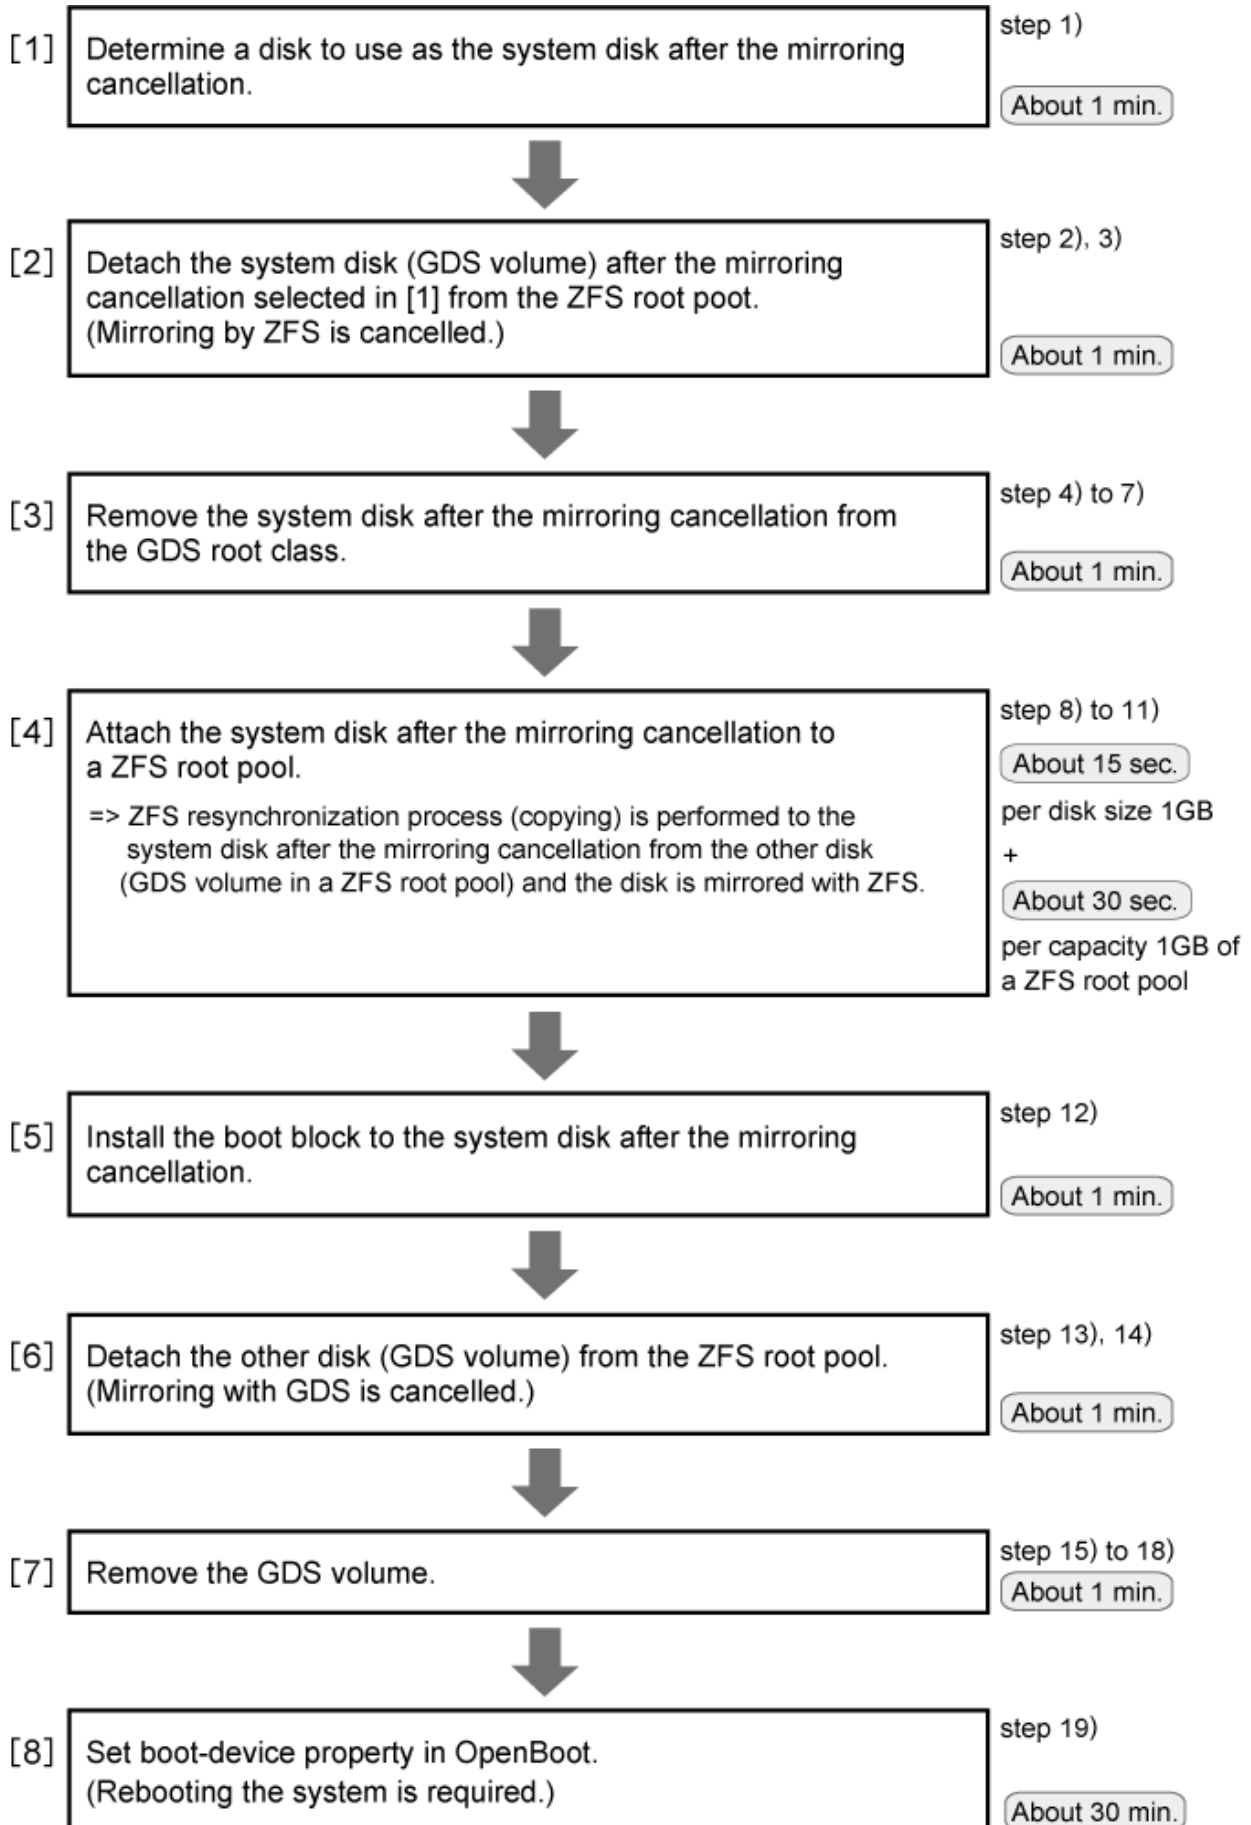 [1]
Determine a disk to use as the system disk after the mirroring
cancellation.
step 1)
About 1 min.
[2]
Detach the system disk (GDS volume) after the mirroring
cancellation selected in [1] from the ZFS root poot.
(Mirroring by ZFS is cancelled.)
step 2), 3)
About 1 min.
[3]
Remove the system disk after the mirroring cancellation from
the GDS root class.
step 4) to 7)
About 1 min.
[4]
Attach the system disk after the mirroring cancellation to
a ZFS root pool.
=> ZFS resynchronization process (copying) is performed to the
system disk after the mirroring cancellation from the other disk
(GDS volume in a ZFS root pool) and the disk is mirrored with ZFS.
step 8) to 11)
About 15 sec.
per disk size 1GB
+
About 30 sec.
per capacity 1GB of
a ZFS root pool
[5]
Install the boot block to the system disk after the mirroring
cancellation.
step 12)
About 1 min.
[6]
Detach the other disk (GDS volume) from the ZFS root pool.
(Mirroring with GDS is cancelled.)
step 13), 14)
About 1 min.
[7]
Remove the GDS volume.
step 15) to 18)
About 1 min.
[8]
Set boot-device property in OpenBoot.
(Rebooting the system is required.)
step 19)
About 30 min.